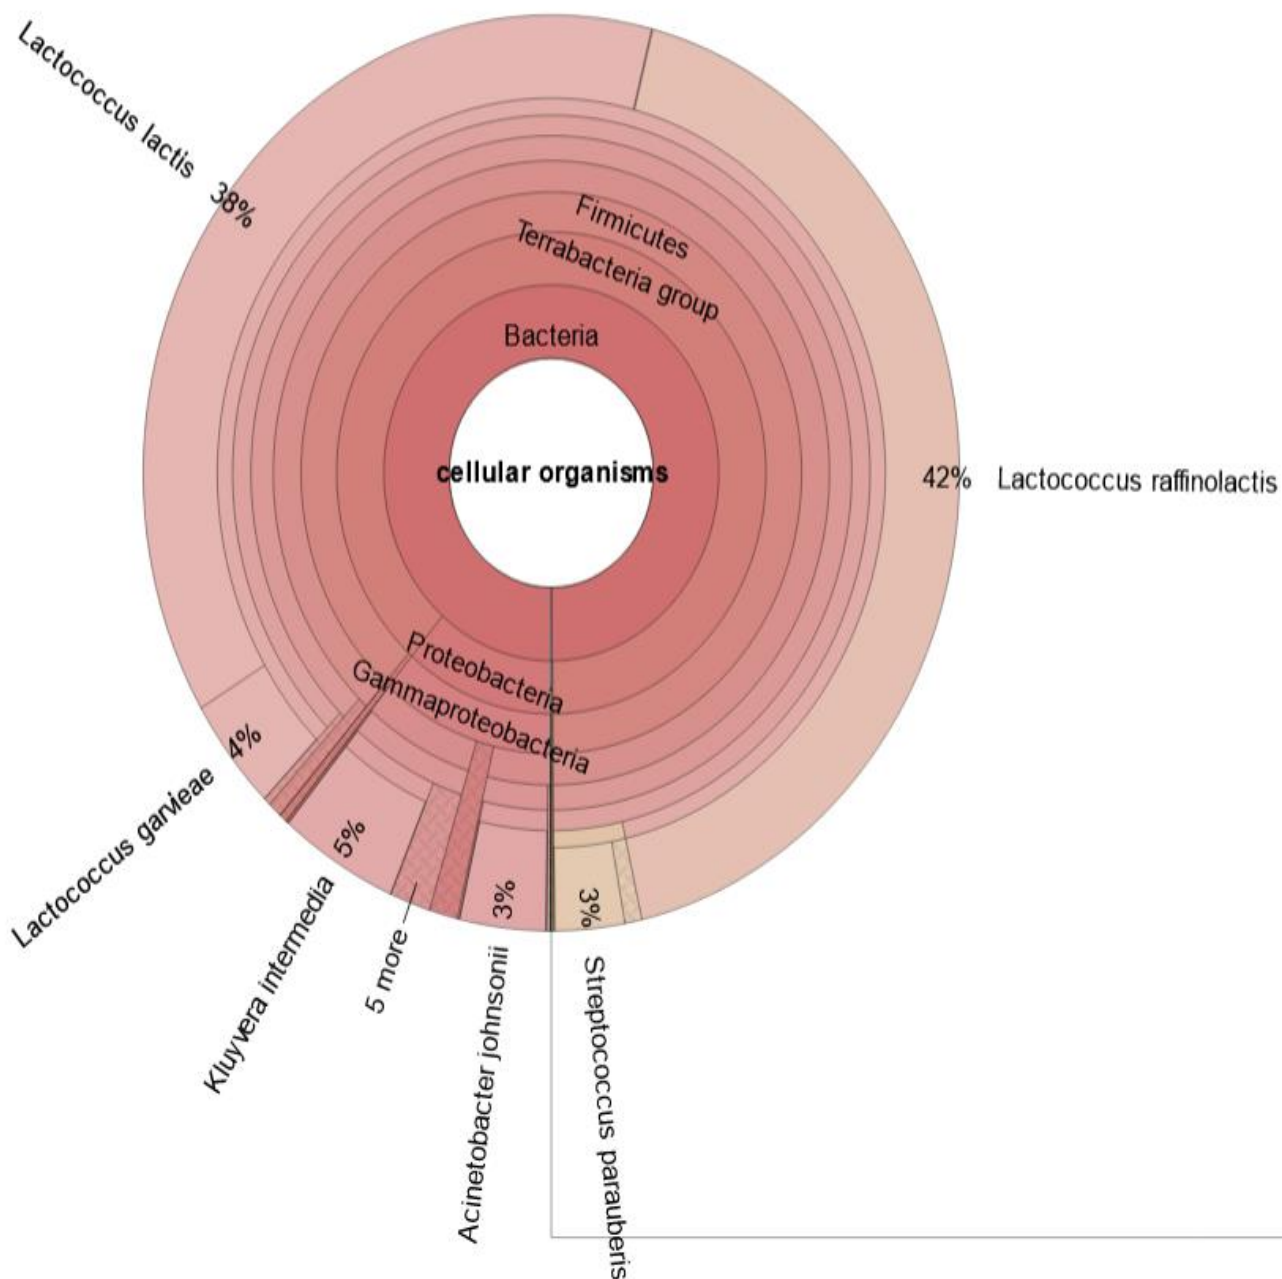 Lactococcus lactis
38%
Firmicutes
Terrabacteria group
Bacteria
cellular organisms
42% Lactococcus raffinolactis
Proteobacteria
Gammaproteobacteria
4%
Lactococcus garvieae
5%
Kluyvera intermedia
5 more
3%
Acinetobacter johnsonii
3%
Streptococcus parauberis